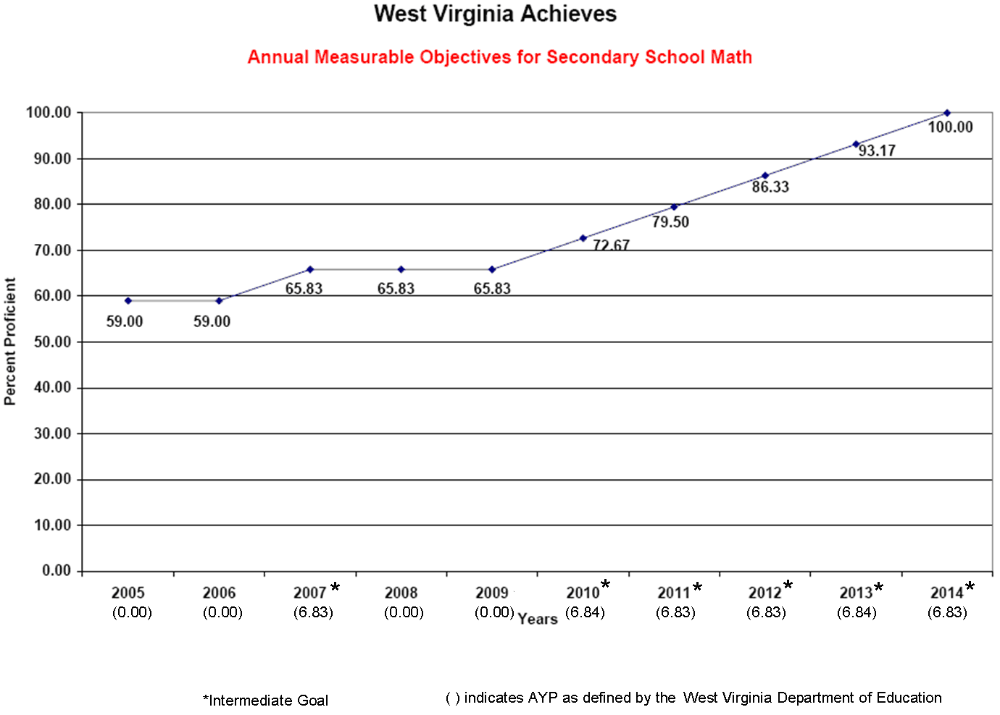 West Virginia Achieves
Annual Measurable Objectives for Secondary School Math
100.00
90.00
80.00
70.00
60.00
50.00
40.00
30.00
20.00
10.00
0.00
Percent Proficient
59.00
59.00
65.83
65.83
65.83
72.67
79.50
86.33
93.17
100.00
2005 2006 2007* 2008 2009 2010* 2011* 2012* 2013* 2014*
(0.00) (0.00) (6.83) (0.00) (0.00) (6.84) (6.83) (6.83) (6.84) (6.83)
Years
*Intermediate Goal
( ) indicates AYP as defined by the West Virginia Department of Education